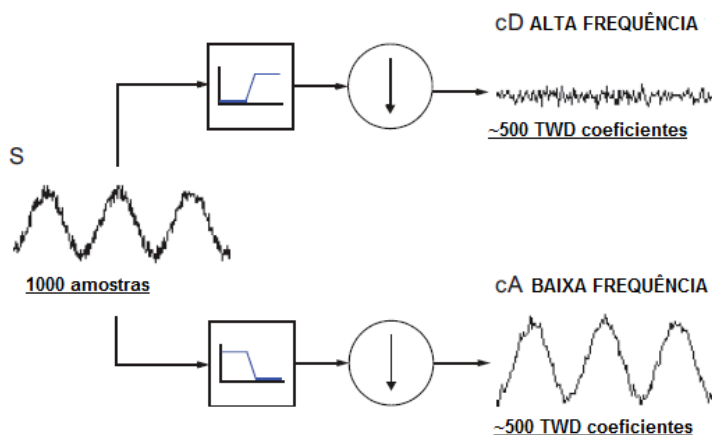 cD ALTA FREQUÊNCIA
~500 TWD coeficientes
S
1000 amostras
cA BAIXA FREQUÊNCIA
~500 TWD coeficientes